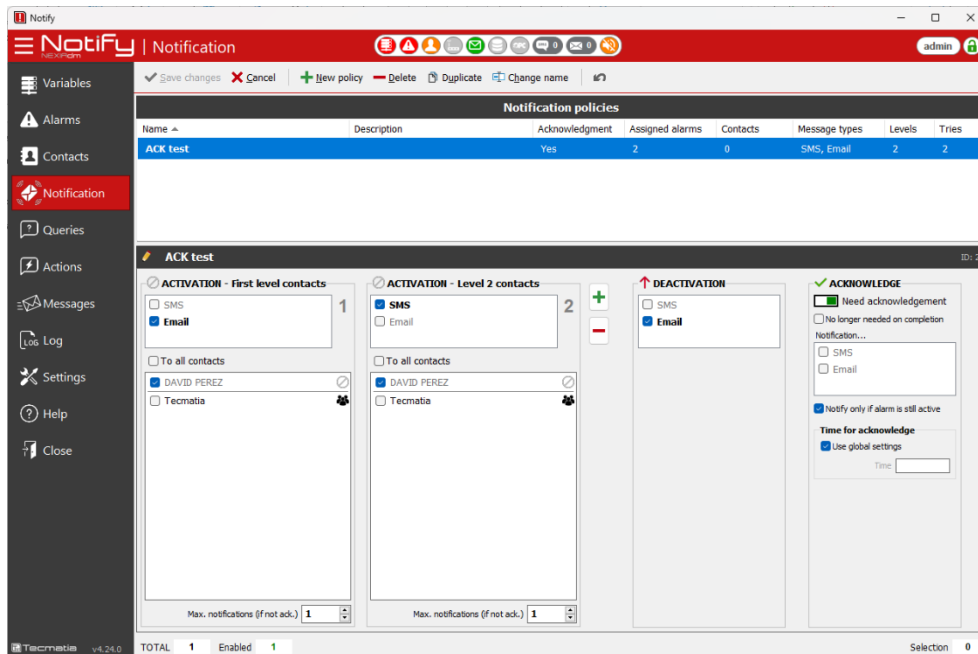 Notify
NOTIFY | Notification
NEXPROM
0 0
admin
Variables
Alarms
Contacts
Notification
Queries
Actions
Messages
LOG Log
Settings
Help
Close
Tecmatia v4.24.0
Save changes Cancel New policy Delete Duplicate Change name
Notification policies
Name Description Acknowledgment Assigned alarms Contacts Message types Levels Tries
ACK test Yes 2 0 SMS, Email 2 2
ACK test
ACTIVATION - First level contacts
SMS
Email
1
To all contacts
DAVID PEREZ
Tecmatia
Max. notifications (if not ack.) 1
ACTIVATION - Level 2 contacts
SMS
Email
2
To all contacts
DAVID PEREZ
Tecmatia
Max. notifications (if not ack.) 1
DEACTIVATION
SMS
Email
ACKNOWLEDGE
Need acknowledgement
No longer needed on completion
Notification...
SMS
Email
Notify only if alarm is still active
Time for acknowledge
Use global settings
Time
TOTAL 1 Enabled 1 Selection 0